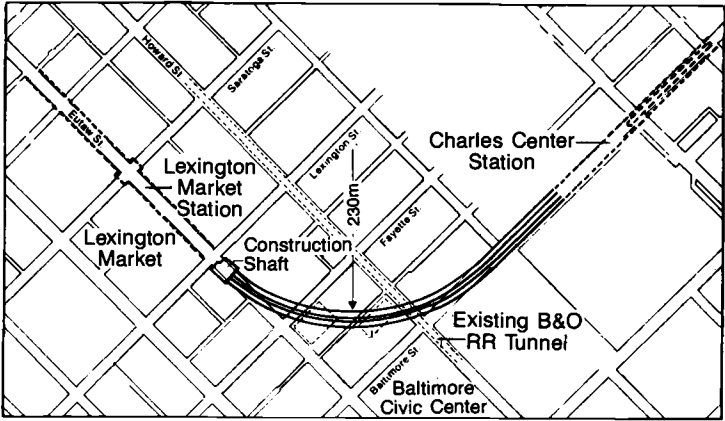 Howard St.
Saratoga St.
Eutaw St.
Lexington St.
Charles Center
Station
Lexington
Market
Station
230m
Lexington
Market
Fayette St.
Construction
Shaft
Existing B&O
RR Tunnel
Baltimore St.
Baltimore
Civic Center